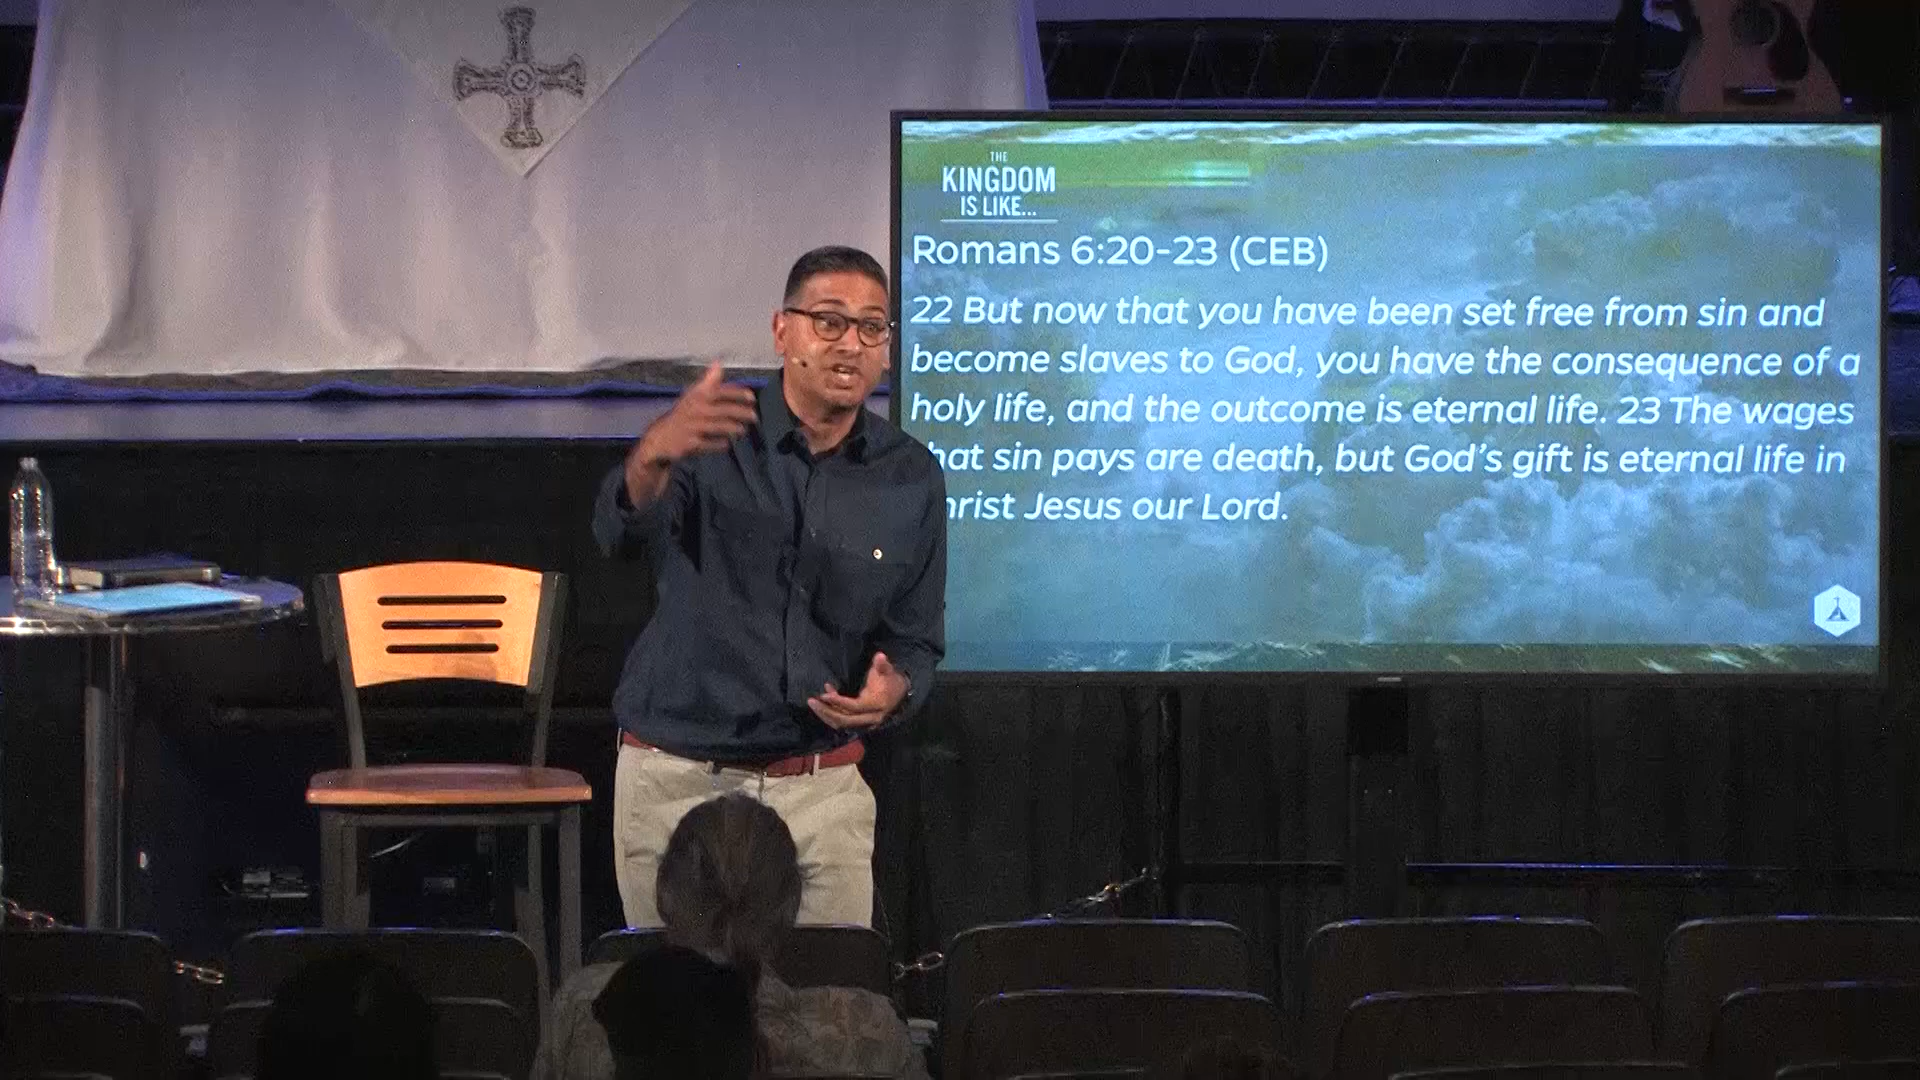 THE
KINGDOM
IS LIKE...
Romans 6:20-23 (CEB)
22 But now that you have been set free from sin and
become slaves to God, you have the consequence of a
holy life, and the outcome is eternal life. 23 The wages
hat sin pays are death, but God's gift is eternal life in
hrist Jesus our Lord.